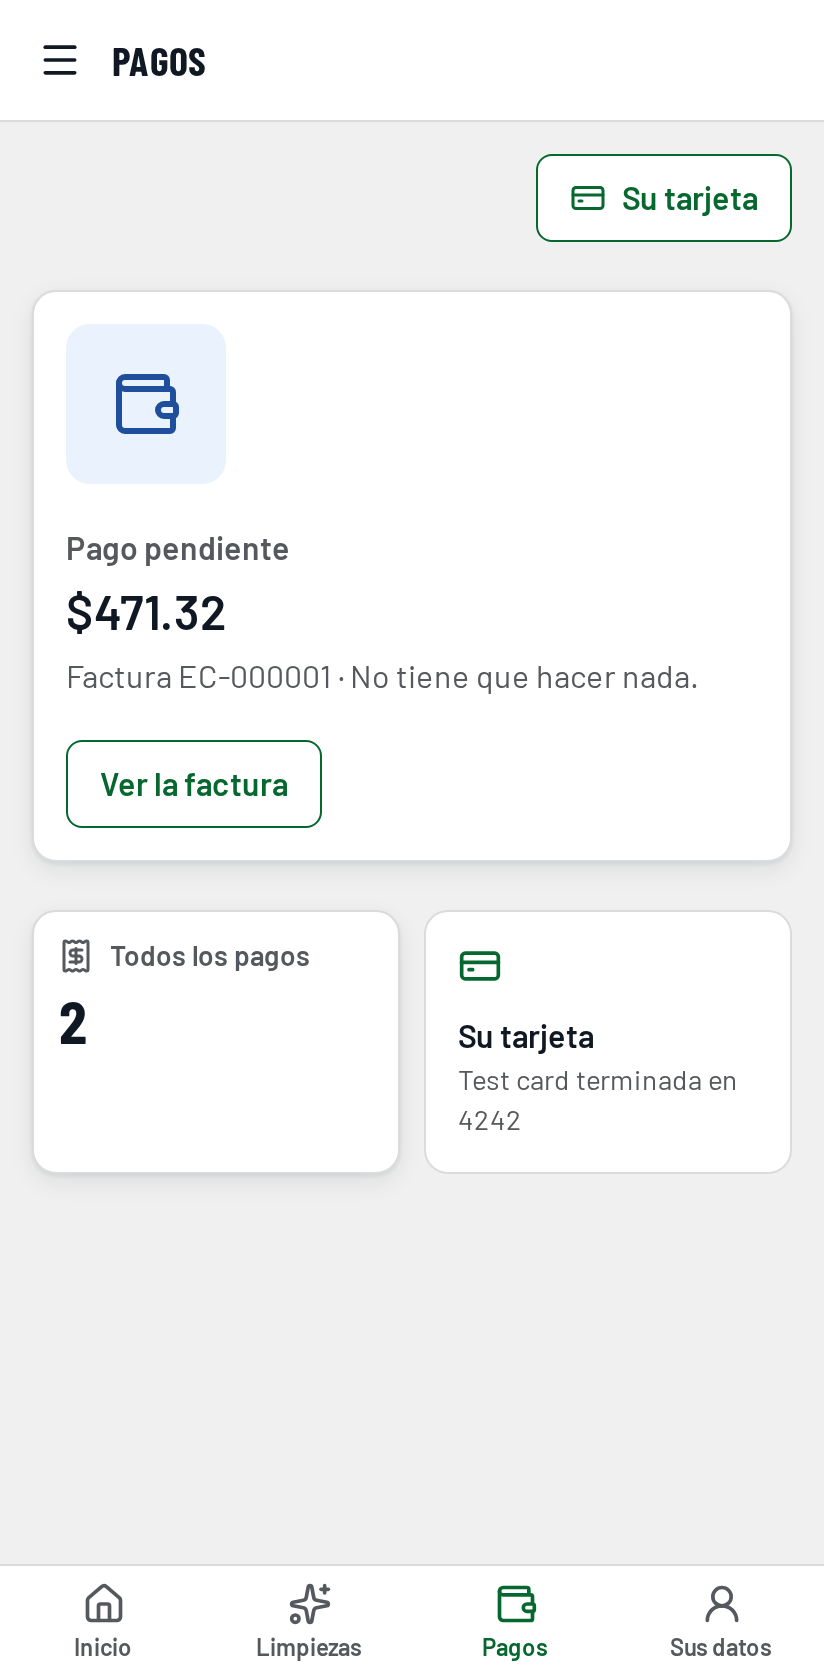 PAGOS
Su tarjeta
Pago pendiente
$471.32
Factura EC-000001 · No tiene que hacer nada.
Ver la factura
Todos los pagos
2
Su tarjeta
Test card terminada en
4242
Inicio
Limpiezas
Pagos
Sus datos